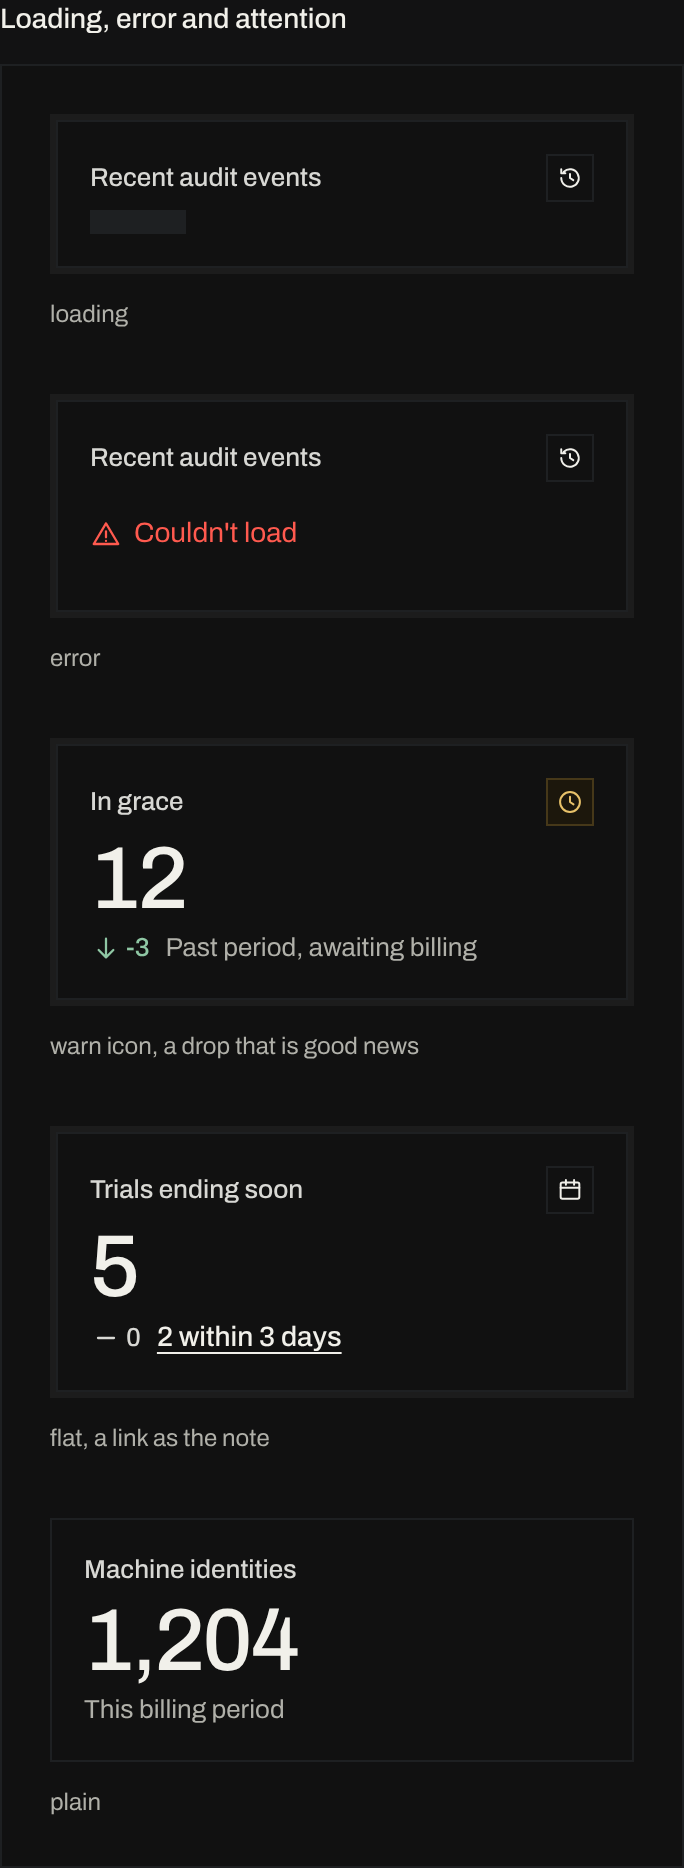 Loading, error and attention
Recent audit events
loading
Recent audit events
Couldn't load
error
In grace
12
-3 Past period, awaiting billing
warn icon, a drop that is good news
Trials ending soon
5
0 2 within 3 days
flat, a link as the note
Machine identities
1,204
This billing period
plain